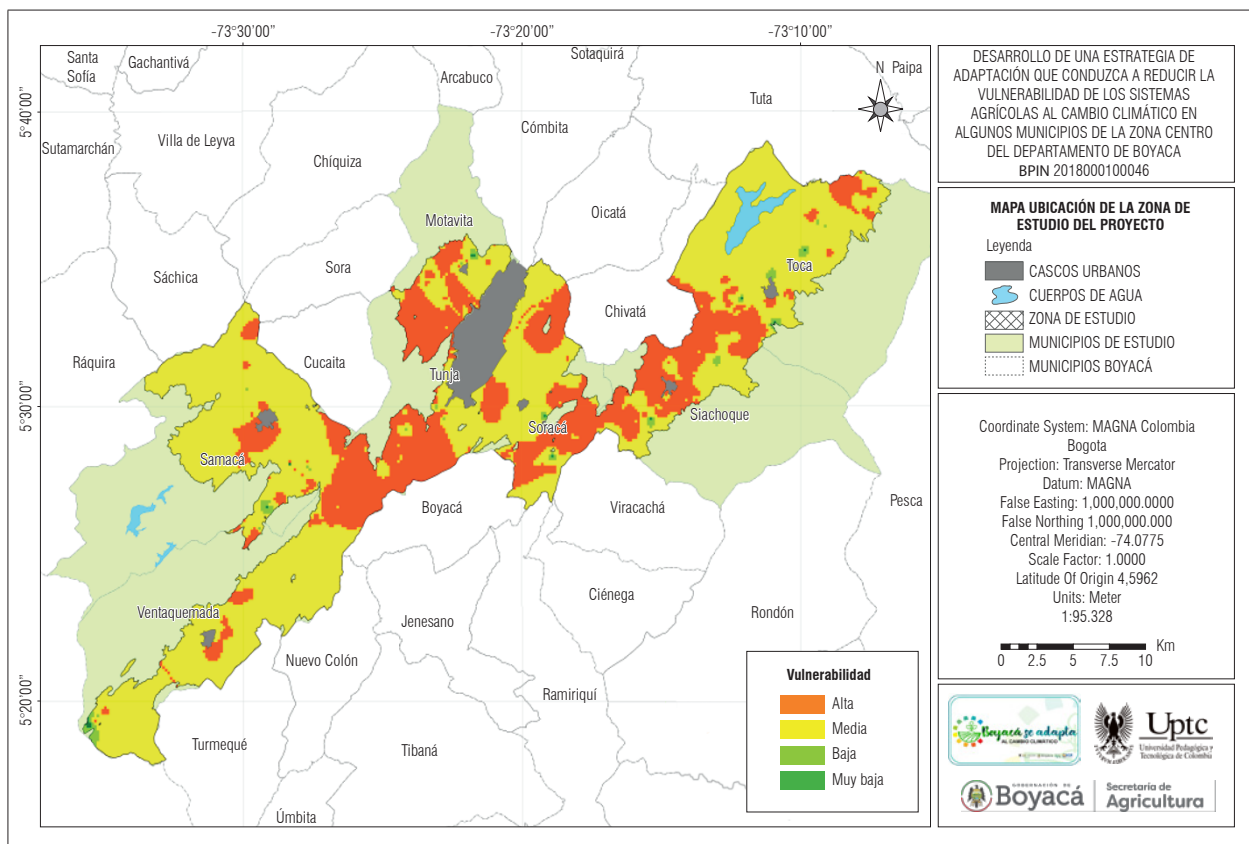 -73°30'00"
-73°20'00"
-73°10'00"
5°40'00"
5°30'00"
5°20'00"
Santa
Sofía
Gachantivá
Arcabuco
Sotaquirá
N
Paipa
Tuta
Cómbita
Villa de Leyva
Sutamarchán
Chíquiza
Oicatá
Motavita
Toca
Sora
Sáchica
Chivatá
Cucaita
Ráquira
Tunja
Siachoque
Soracá
Samacá
Boyacá
Viracachá
Pesca
Ciénega
Rondón
Ventaquemada
Jenesano
Nuevo Colón
Ramiriquí
Turmequé
Tibaná
Úmbita
Vulnerabilidad
Alta
Media
Baja
Muy baja
DESARROLLO DE UNA ESTRATEGIA DE
ADAPTACIÓN QUE CONDUZCA A REDUCIR LA
VULNERABILIDAD DE LOS SISTEMAS
AGRÍCOLAS AL CAMBIO CLIMÁTICO EN
ALGUNOS MUNICIPIOS DE LA ZONA CENTRO
DEL DEPARTAMENTO DE BOYACA
BPIN 2018000100046
MAPA UBICACIÓN DE LA ZONA DE
ESTUDIO DEL PROYECTO
Leyenda
CASCOS URBANOS
CUERPOS DE AGUA
ZONA DE ESTUDIO
MUNICIPIOS DE ESTUDIO
MUNICIPIOS BOYACÁ
Coordinate System: MAGNA Colombia
Bogota
Projection: Transverse Mercator
Datum: MAGNA
False Easting: 1,000,000.0000
False Northing 1,000,000.000
Central Meridian: -74.0775
Scale Factor: 1.0000
Latitude Of Origin 4,5962
Units: Meter
1:95.328
Km
0 2.5 5 7.5 10
Boyacá se adapta
AL CAMBIO CLIMÁTICO
Uptc
Universidad Pedagógica y
Tecnológica de Colombia
GOBERNACIÓN DE
Boyacá
Secretaría de
Agricultura